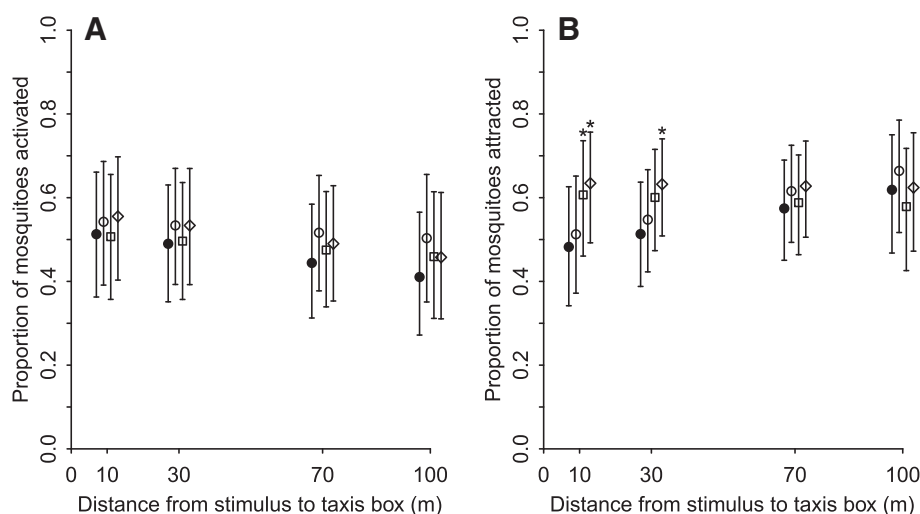 A
Proportion of mosquitoes activated
1.0
0.8
0.6
0.4
0.2
0.0
0 10 30 70 100
Distance from stimulus to taxis box (m)
B
Proportion of mosquitoes attracted
1.0
0.8
0.6
0.4
0.2
0.0
* *
*
0 10 30 70 100
Distance from stimulus to taxis box (m)